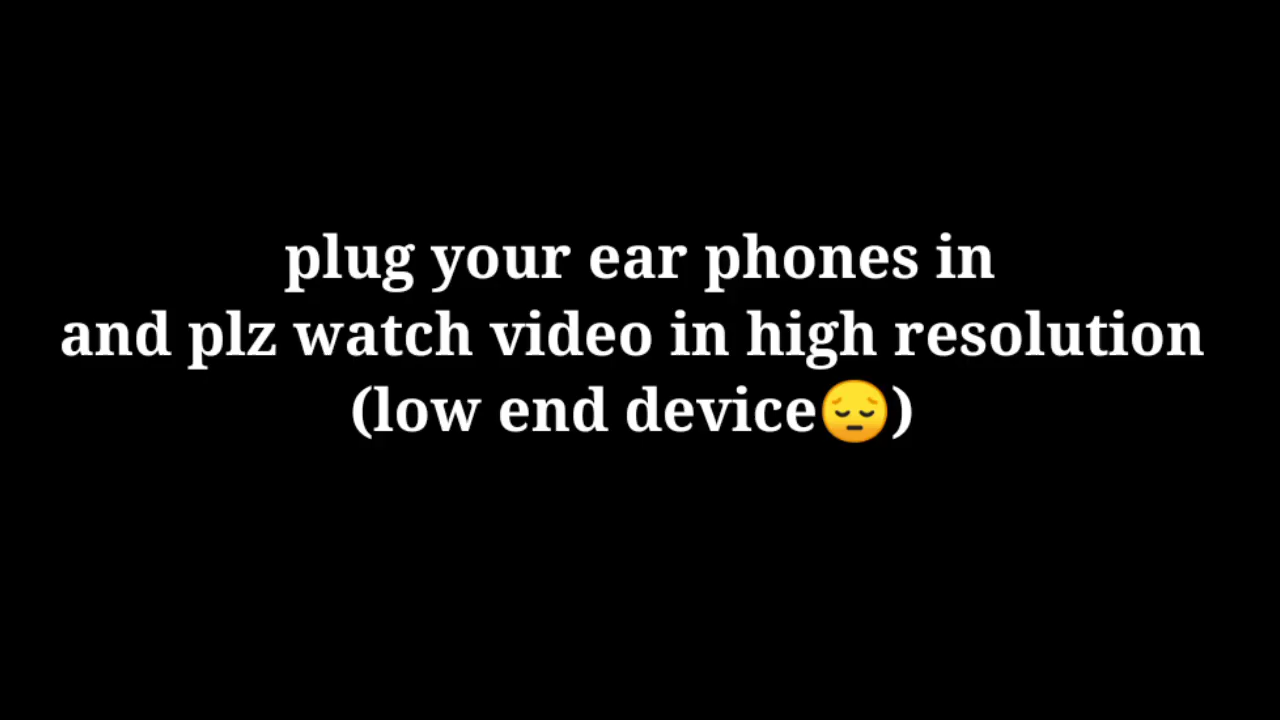 plug your ear phones in
and plz watch video in high resolution
(low end device😔)